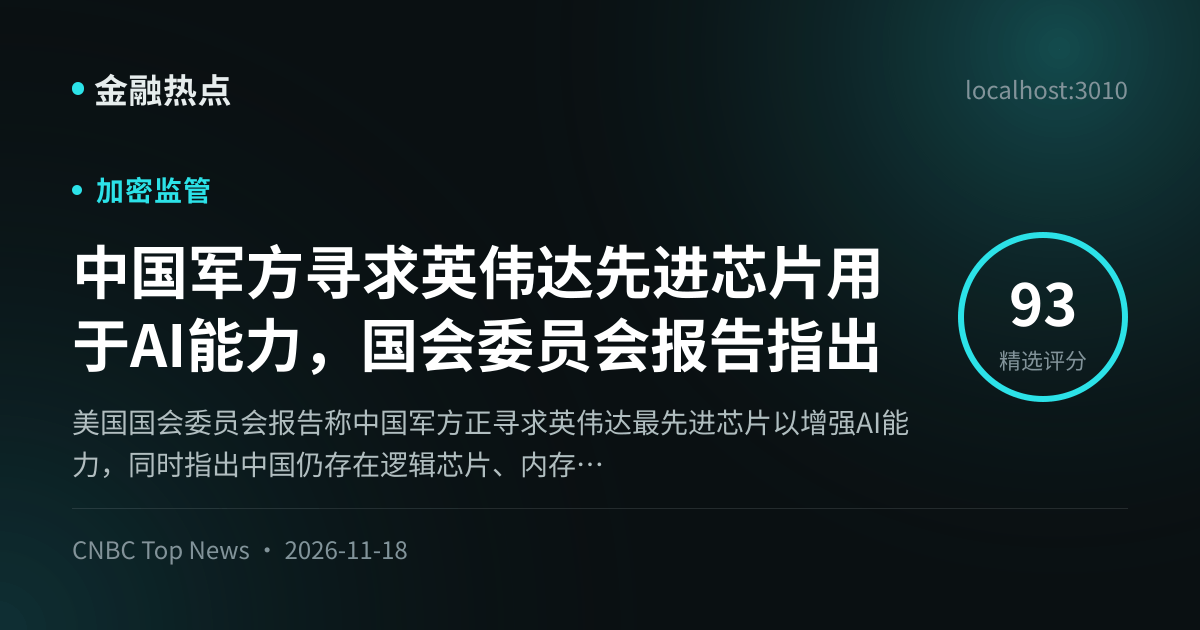 金融热点
localhost:3010
加密监管
中国军方寻求英伟达先进芯片用
于AI能力，国会委员会报告指出
93
精选评分
美国国会委员会报告称中国军方正寻求英伟达最先进芯片以增强AI能
力，同时指出中国仍存在逻辑芯片、内存…
CNBC Top News · 2026-11-18